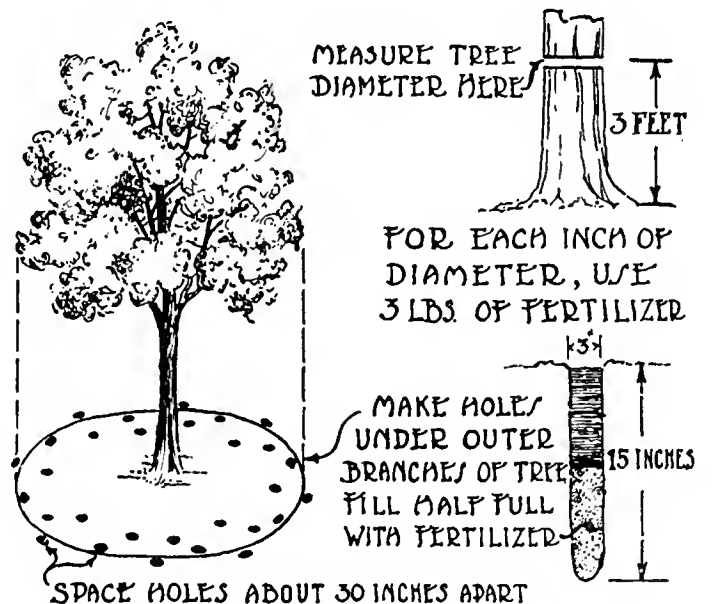 MEASURE TREE
DIAMETER HERE
3 FEET
FOR EACH INCH OF
DIAMETER, USE
3 LBS. OF FERTILIZER
3"
MAKE HOLES
UNDER OUTER
BRANCHES OF TREE
FILL HALF FULL
WITH FERTILIZER
15 INCHES
SPACE HOLES ABOUT 30 INCHES APART